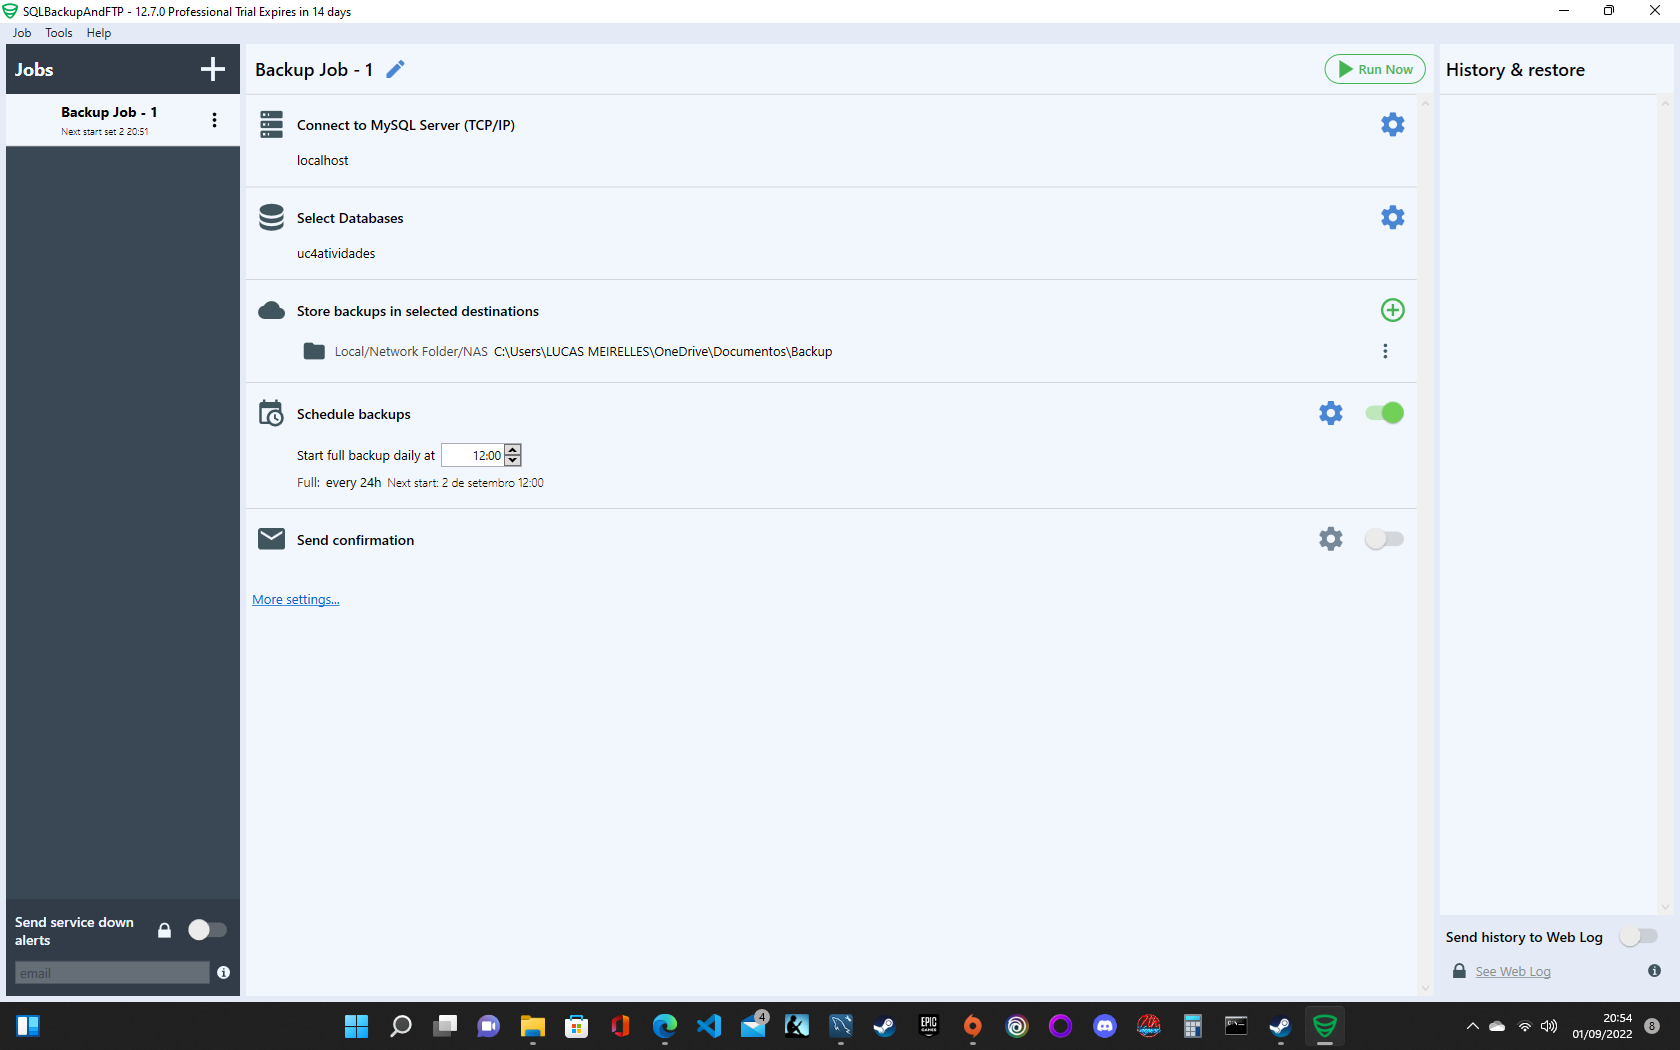 SQLBackupAndFTP - 12.7.0 Professional Trial Expires in 14 days
Job Tools Help
Jobs
Backup Job - 1
Next start set 2 20:51
Send service down
alerts
email
Backup Job - 1
Run Now
Connect to MySQL Server (TCP/IP)
localhost
Select Databases
uc4atividades
Store backups in selected destinations
Local/Network Folder/NAS C:\Users\LUCAS MEIRELLES\OneDrive\Documentos\Backup
Schedule backups
Start full backup daily at 12:00
Full: every 24h Next start: 2 de setembro 12:00
Send confirmation
More settings...
History & restore
Send history to Web Log
See Web Log
4
EPIC
GAMES
20:54
01/09/2022
8